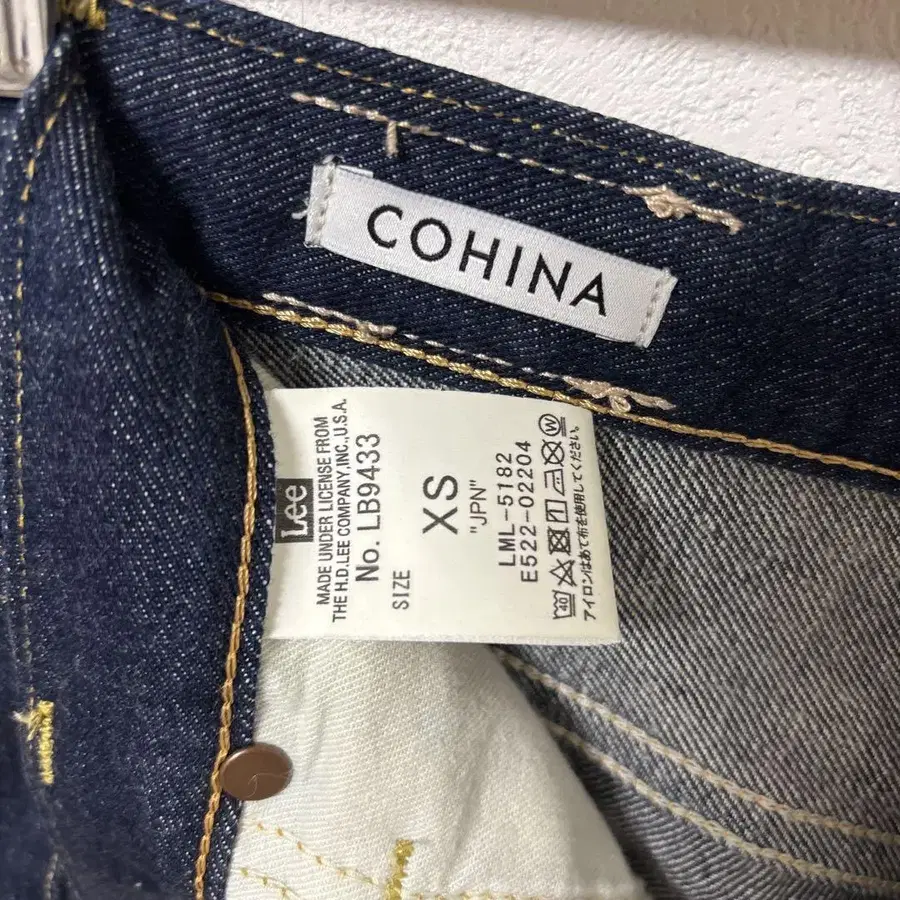 COHINA
Lee
MADE UNDER LICENSE FROM
THE H.D.LEE COMPANY,INC.,U.S.A.
No. LB9433
SIZE
XS
"JPN"
LML-5182
E522-02204
40
W
アイロンはあて布を使用してください。